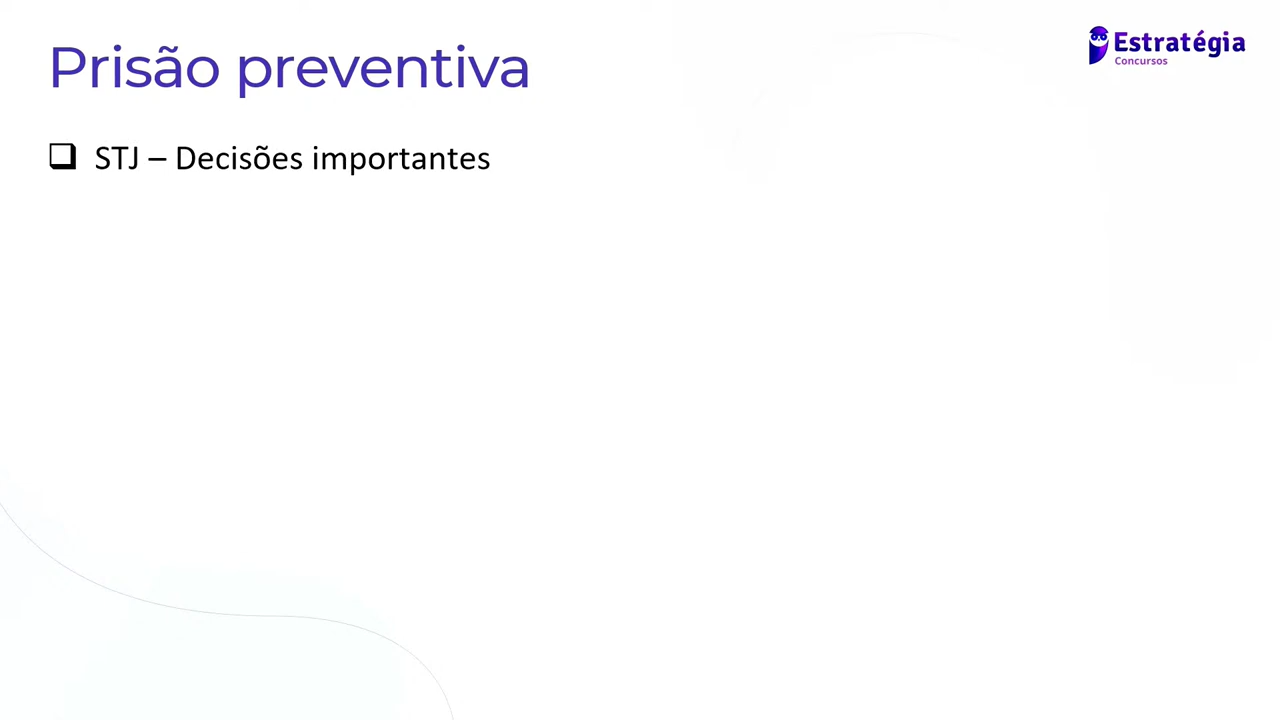 Prisão preventiva
Estratégia
Concursos
❑ STJ – Decisões importantes